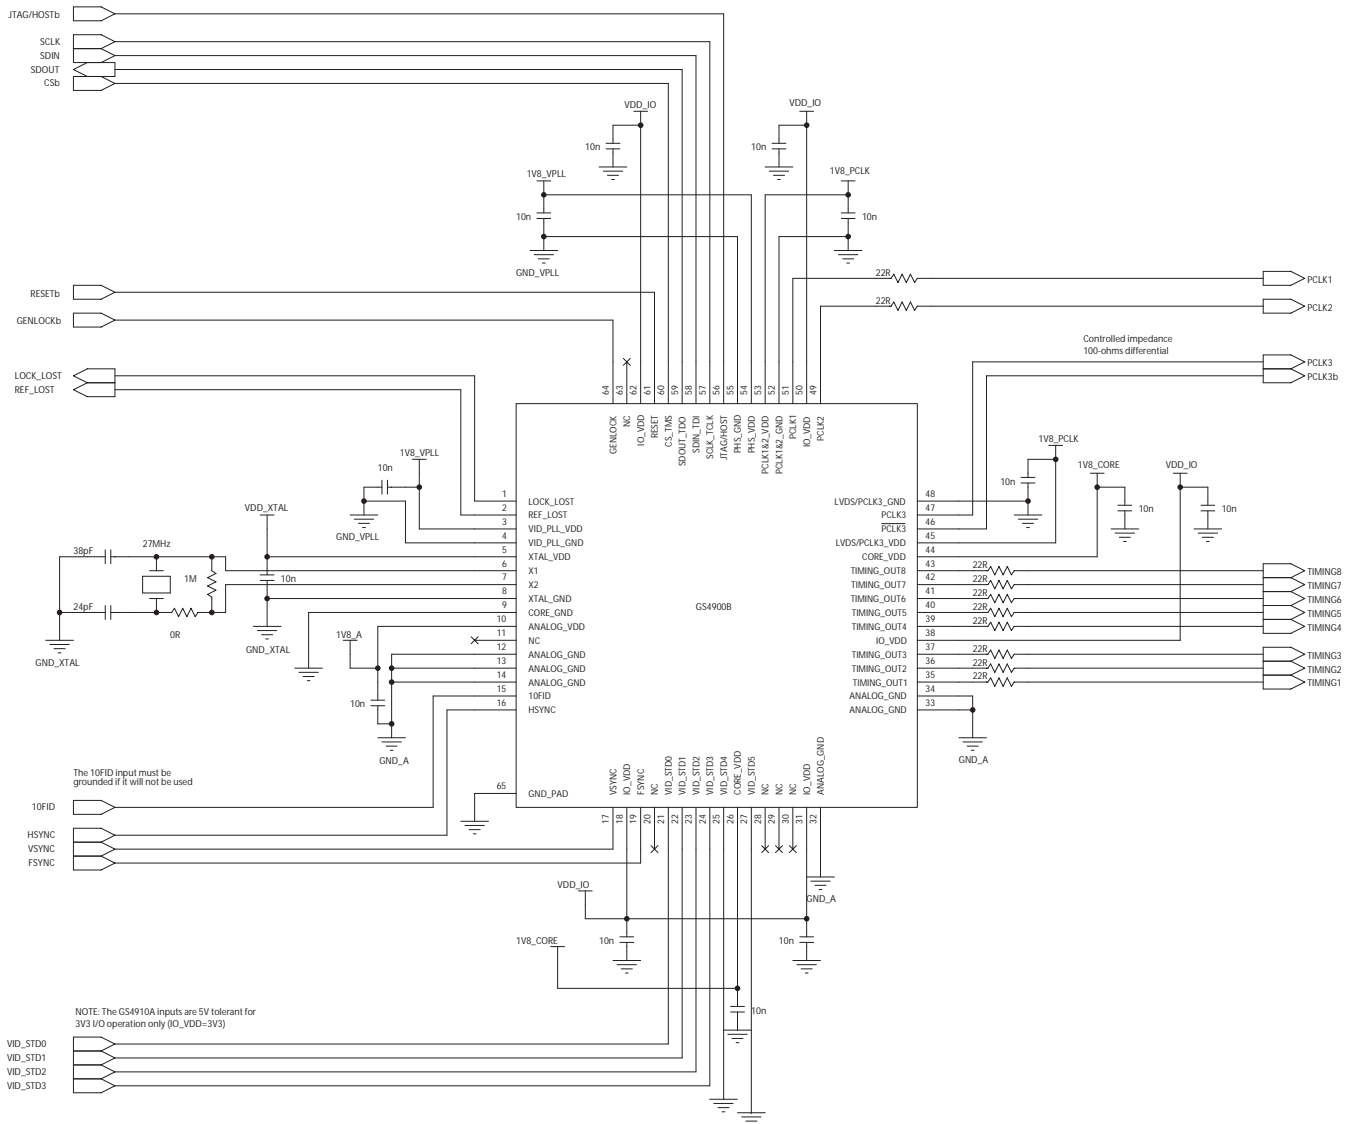 JTAG/HOSTb
SCLK
SDIN
SDOUT
CSb
VDD_IO
VDD_IO
10n
10n
1V8_VPLL
1V8_PCLK
10n
10n
GND_VPLL
22R
PCLK1
RESETb
22R
PCLK2
GENLOCKb
Controlled impedance
100-ohms differential
PCLK3
LOCK_LOST
PCLK3b
REF_LOST
64
63
62
61
60
59
58
57
56
55
54
53
52
51
50
49
GENLOCK
NC
IO_VDD
RESET
CS_TMS
SDOUT_TDO
SDIN_TDI
SCLK_TCLK
JTAG/HOST
PHS_GND
PHS_VDD
PCLK1&2_VDD
PCLK1&2_GND
PCLK1
IO_VDD
PCLK2
1V8_VPLL
10n
GND_VPLL
VDD_XTAL
38pF
27MHz
1M
10n
24pF
0R
GND_XTAL
GND_XTAL
1V8_A
10n
GND_A
1 LOCK_LOST
2 REF_LOST
3 VID_PLL_VDD
4 VID_PLL_GND
5 XTAL_VDD
6 X1
7 X2
8 XTAL_GND
9 CORE_GND
10 ANALOG_VDD
11 NC
12 ANALOG_GND
13 ANALOG_GND
14 ANALOG_GND
15 10FID
16 HSYNC
65 GND_PAD
GS4900B
1V8_PCLK
1V8_CORE
VDD_IO
10n
10n
10n
LVDS/PCLK3_GND 48
PCLK3 47
PCLK3 46
LVDS/PCLK3_VDD 45
CORE_VDD 44
TIMING_OUT8 43 22R TIMING8
TIMING_OUT7 42 22R TIMING7
TIMING_OUT6 41 22R TIMING6
TIMING_OUT5 40 22R TIMING5
TIMING_OUT4 39 22R TIMING4
IO_VDD 38
TIMING_OUT3 37 22R TIMING3
TIMING_OUT2 36 22R TIMING2
TIMING_OUT1 35 22R TIMING1
ANALOG_GND 34
ANALOG_GND 33
GND_A
VSYNC
IO_VDD
FSYNC
NC
VID_STD0
VID_STD1
VID_STD2
VID_STD3
VID_STD4
CORE_VDD
VID_STD5
NC
NC
NC
IO_VDD
ANALOG_GND
17
18
19
20
21
22
23
24
25
26
27
28
29
30
31
32
The 10FID input must be
grounded if it will not be used
10FID
HSYNC
VSYNC
FSYNC
VDD_IO
GND_A
10n
10n
1V8_CORE
10n
NOTE: The GS4910A inputs are 5V tolerant for
3V3 I/O operation only (IO_VDD=3V3)
VID_STD0
VID_STD1
VID_STD2
VID_STD3